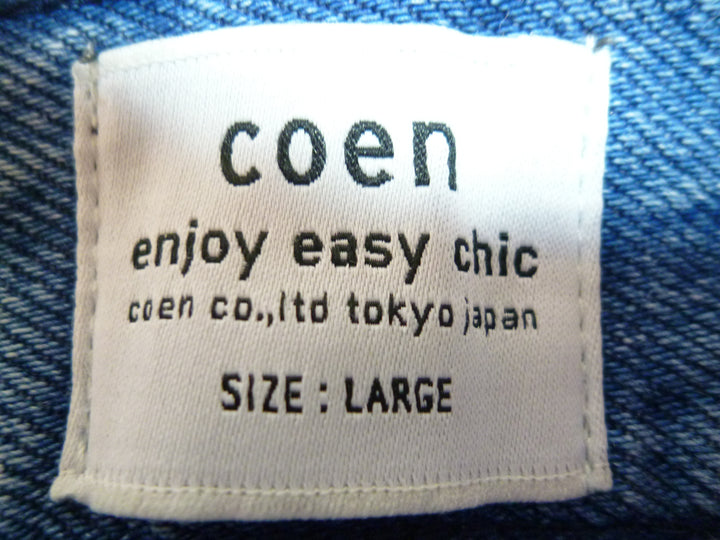 coen
enjoy easy chic
coen co.,ltd tokyo japan
SIZE : LARGE